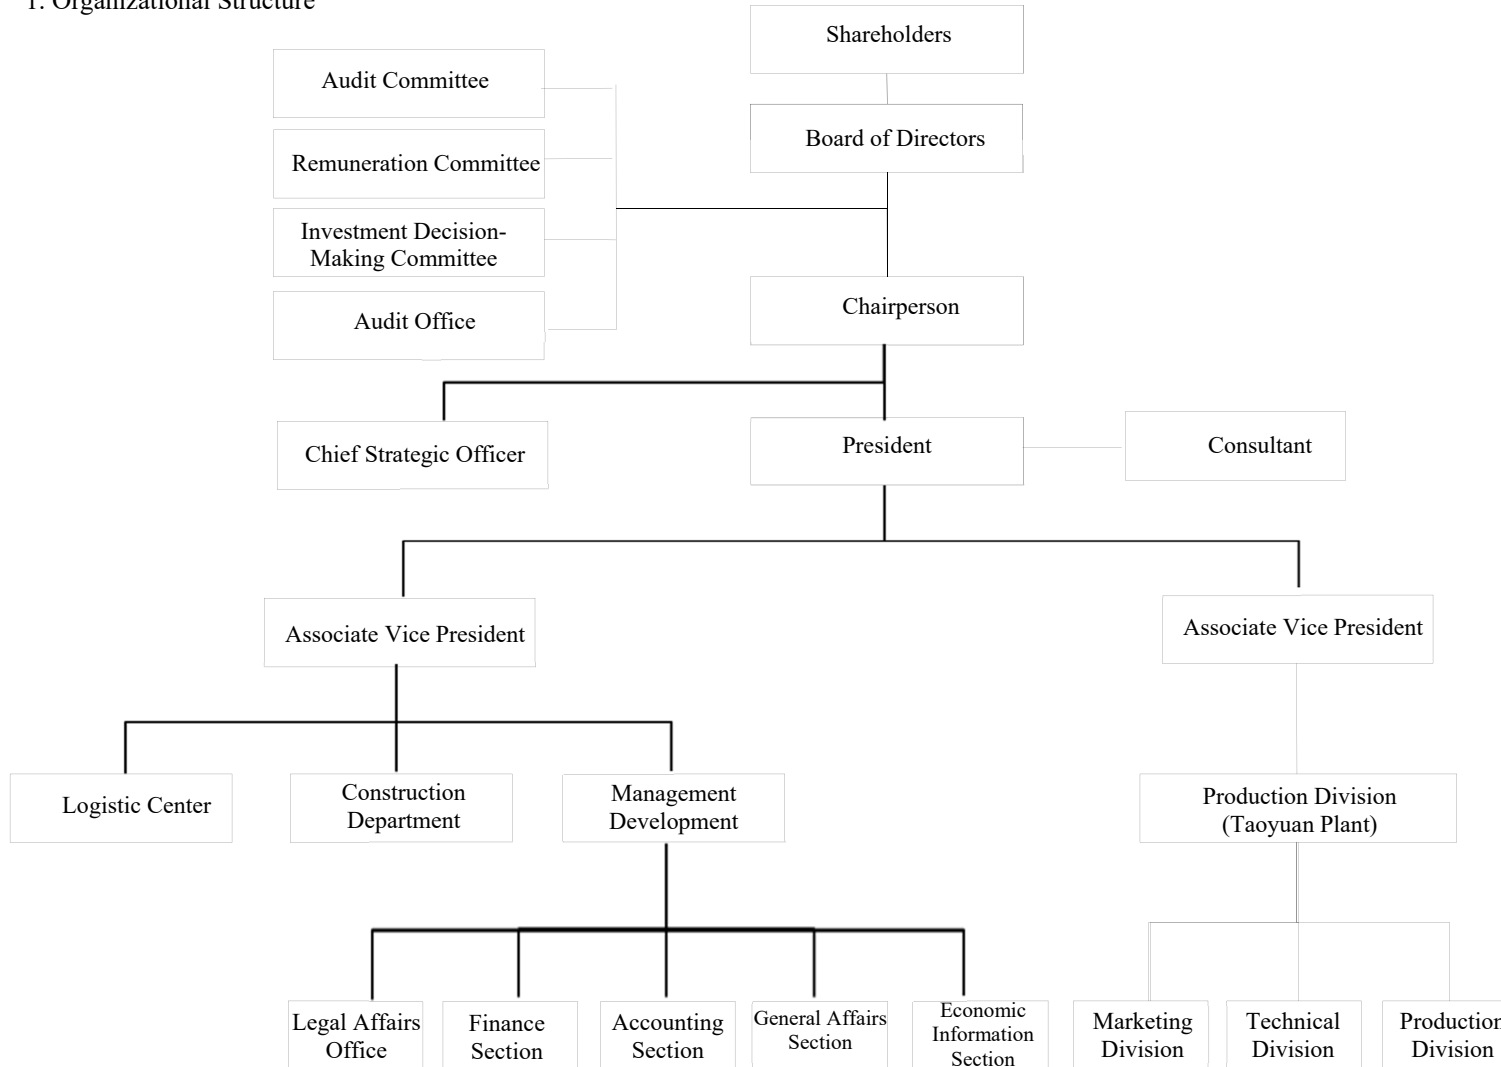 1. Organizational Structure
Shareholders
Audit Committee
Board of Directors
Remuneration Committee
Investment Decision-
Making Committee
Chairperson
Audit Office
Chief Strategic Officer
President
Consultant
Associate Vice President
Associate Vice President
Logistic Center
Construction
Department
Management
Development
Production Division
(Taoyuan Plant)
Legal Affairs
Office
Finance
Section
Accounting
Section
General Affairs
Section
Economic
Information
Section
Marketing
Division
Technical
Division
Production
Division